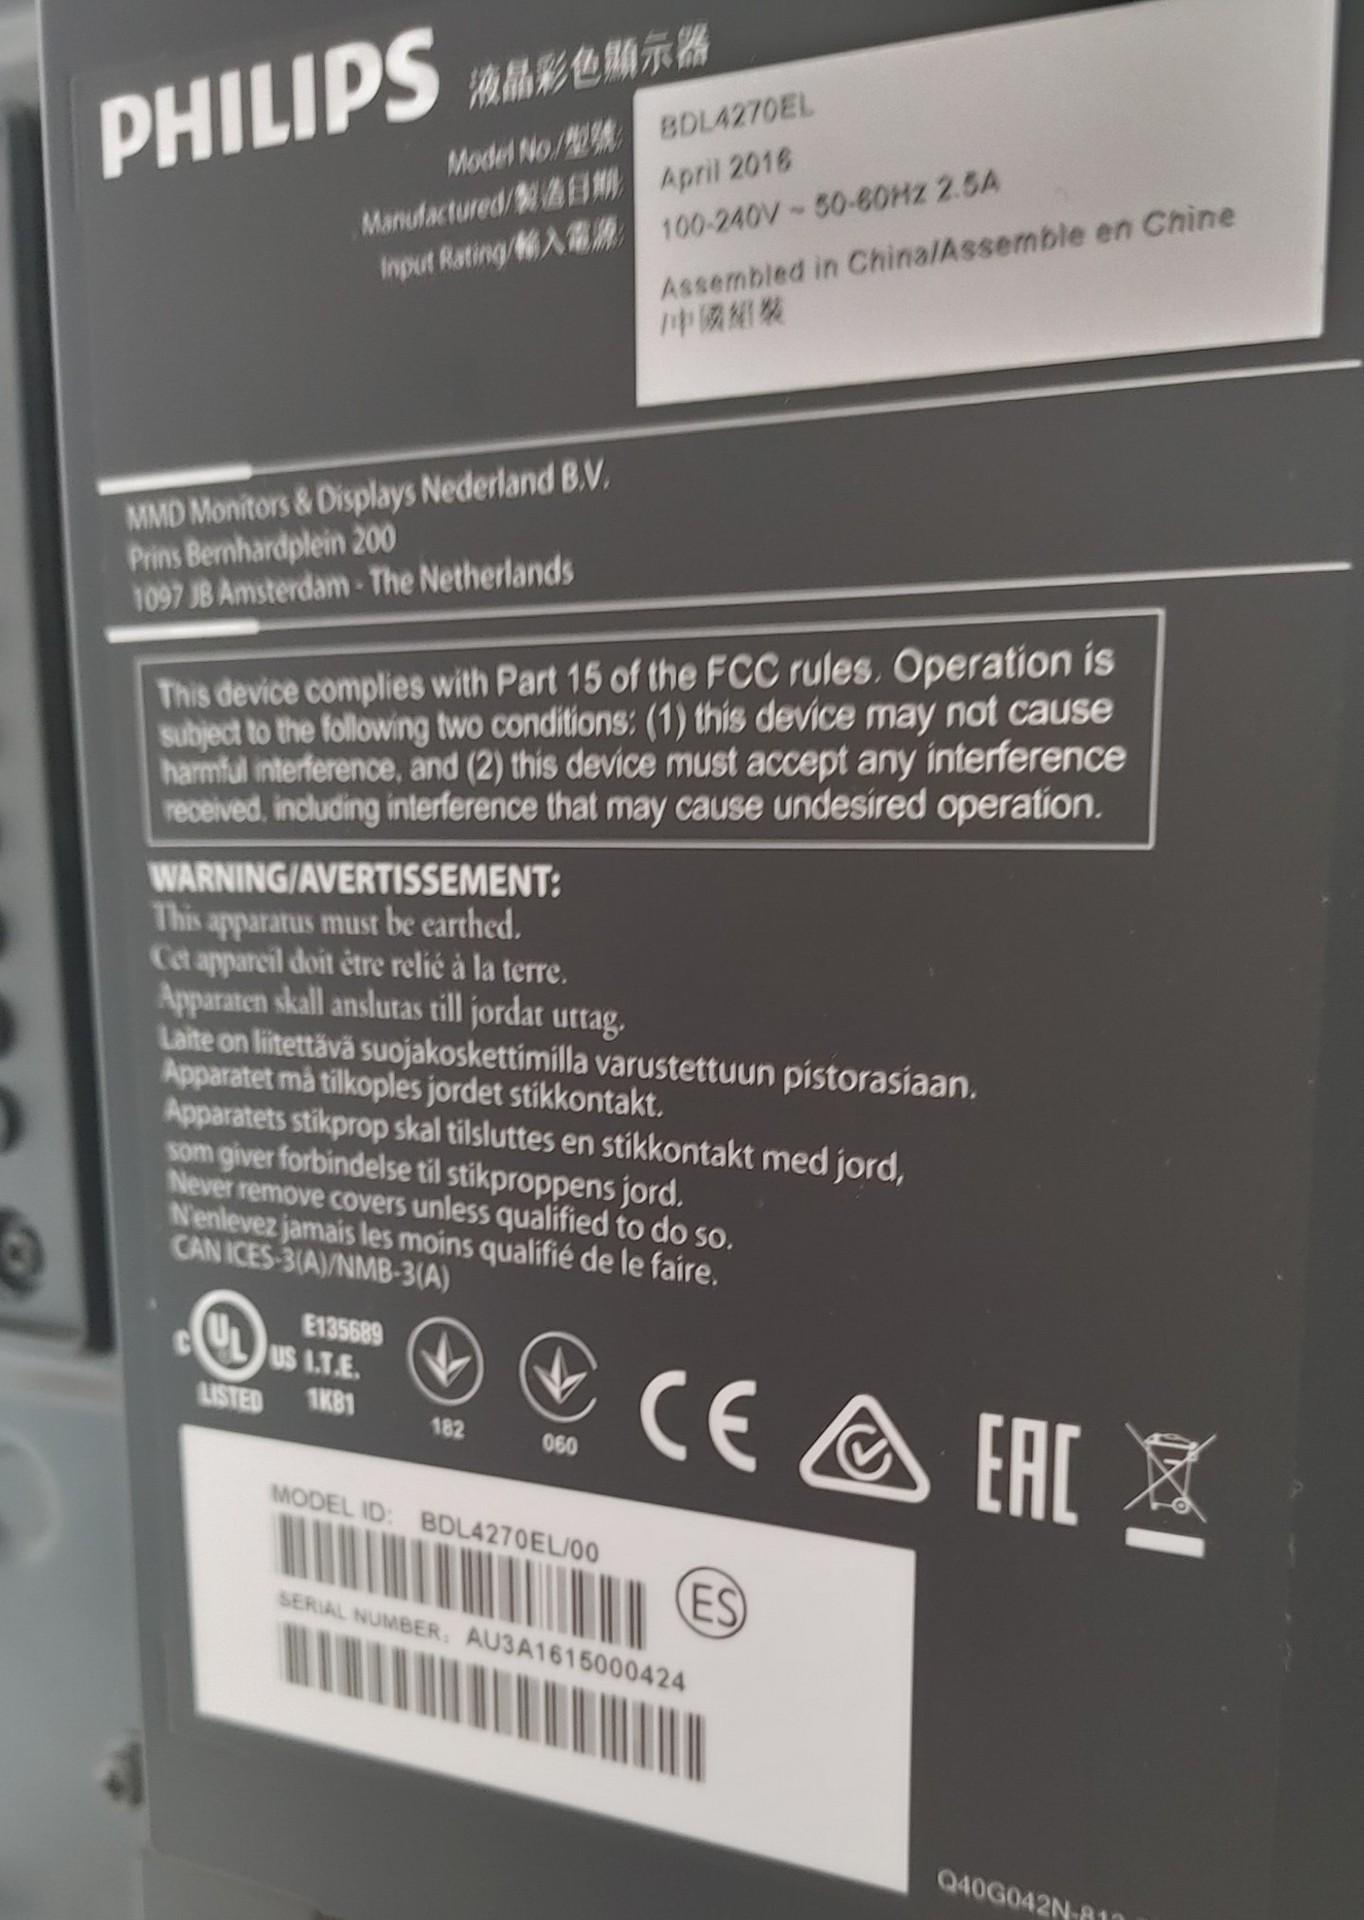 PHILIPS 液晶彩色顯示器
Model No./型號: BDL4270EL
Manufactured/製造日期: April 2016
Input Rating/輸入電源: 100-240V ~ 50-60Hz 2.5A
Assembled in China/Assemble en Chine
/中國組裝
MMD Monitors & Displays Nederland B.V.
Prins Bernhardplein 200
1097 JB Amsterdam - The Netherlands
This device complies with Part 15 of the FCC rules. Operation is
subject to the following two conditions: (1) this device may not cause
harmful interference, and (2) this device must accept any interference
received, including interference that may cause undesired operation.
WARNING/AVERTISSEMENT:
This apparatus must be earthed.
Cet appareil doit être relié à la terre.
Apparaten skall anslutas till jordat uttag.
Laite on liitettävä suojakoskettimilla varustettuun pistorasiaan.
Apparatet må tilkoples jordet stikkontakt.
Apparatets stikprop skal tilsluttes en stikkontakt med jord,
som giver forbindelse til stikproppens jord.
Never remove covers unless qualified to do so.
N'enlevez jamais les moins qualifié de le faire.
CAN ICES-3(A)/NMB-3(A)
C UL US LISTED
E135689
I.T.E.
1K81
182
060
CE
EAC
MODEL ID: BDL4270EL/00
ES
SERIAL NUMBER: AU3A1615000424